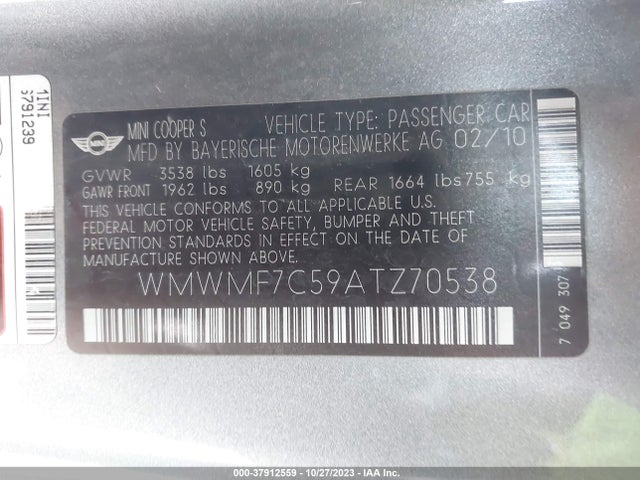 MINI
MINI COOPER S VEHICLE TYPE: PASSENGER CAR
MFD BY BAYERISCHE MOTORENWERKE AG 02/10
GVWR 3538 lbs 1605 kg
GAWR FRONT 1962 lbs 890 kg REAR 1664 lbs 755 kg
THIS VEHICLE CONFORMS TO ALL APPLICABLE U.S.
FEDERAL MOTOR VEHICLE SAFETY, BUMPER AND THEFT
PREVENTION STANDARDS IN EFFECT ON THE DATE OF
MANUFACTURE SHOWN ABOVE.
WMWMF7C59ATZ70538
7 049 307
S791239
000-37912559 - 10/27/2023 - IAA Inc.